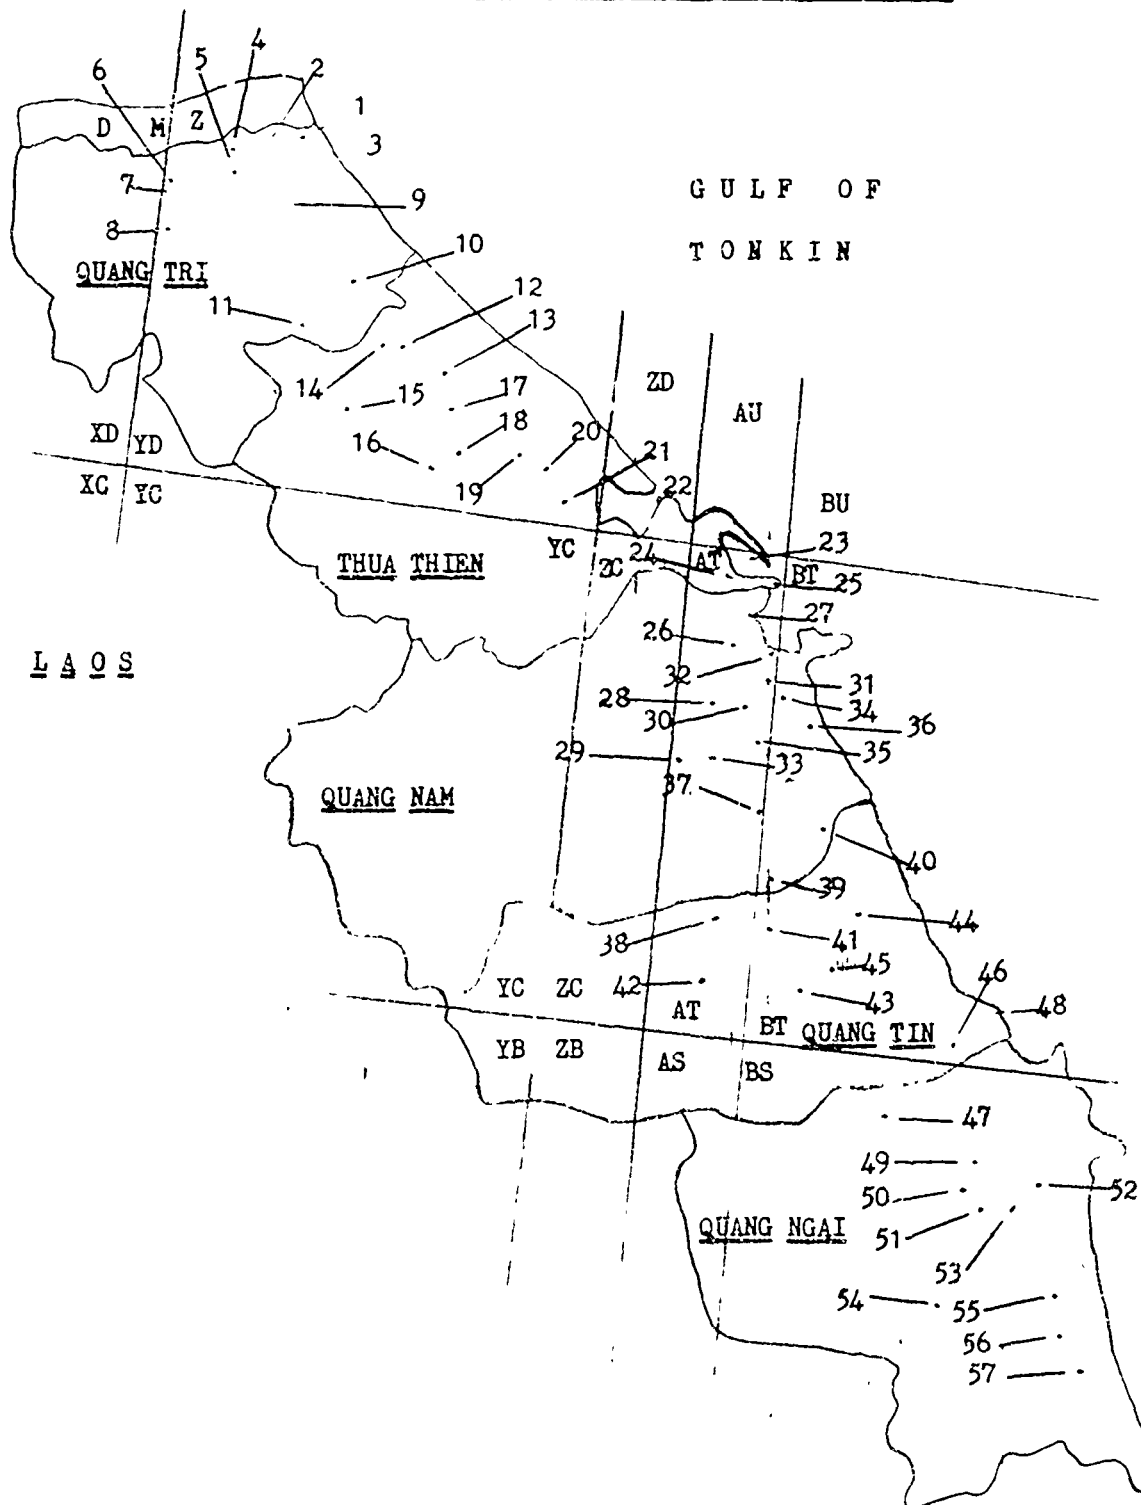 4
5
2
6
1
D M Z
3
7
GULF OF
9
8
TONKIN
10
QUANG TRI
12
11
13
ZD
14
15
17
AU
XD YD
18
20
16
21
XC YC
19
22
BU
23
YC
24
THUA THIEN
ZC
AT
BT
25
27
26
LAOS
32
31
28
34
30
36
29
35
33
37
QUANG NAM
40
39
44
38
41
45
46
YC ZC
42
43
48
AT
BT
QUANG TIN
YB ZB
AS
BS
47
49
50
52
QUANG NGAI
51
53
54
55
56
57